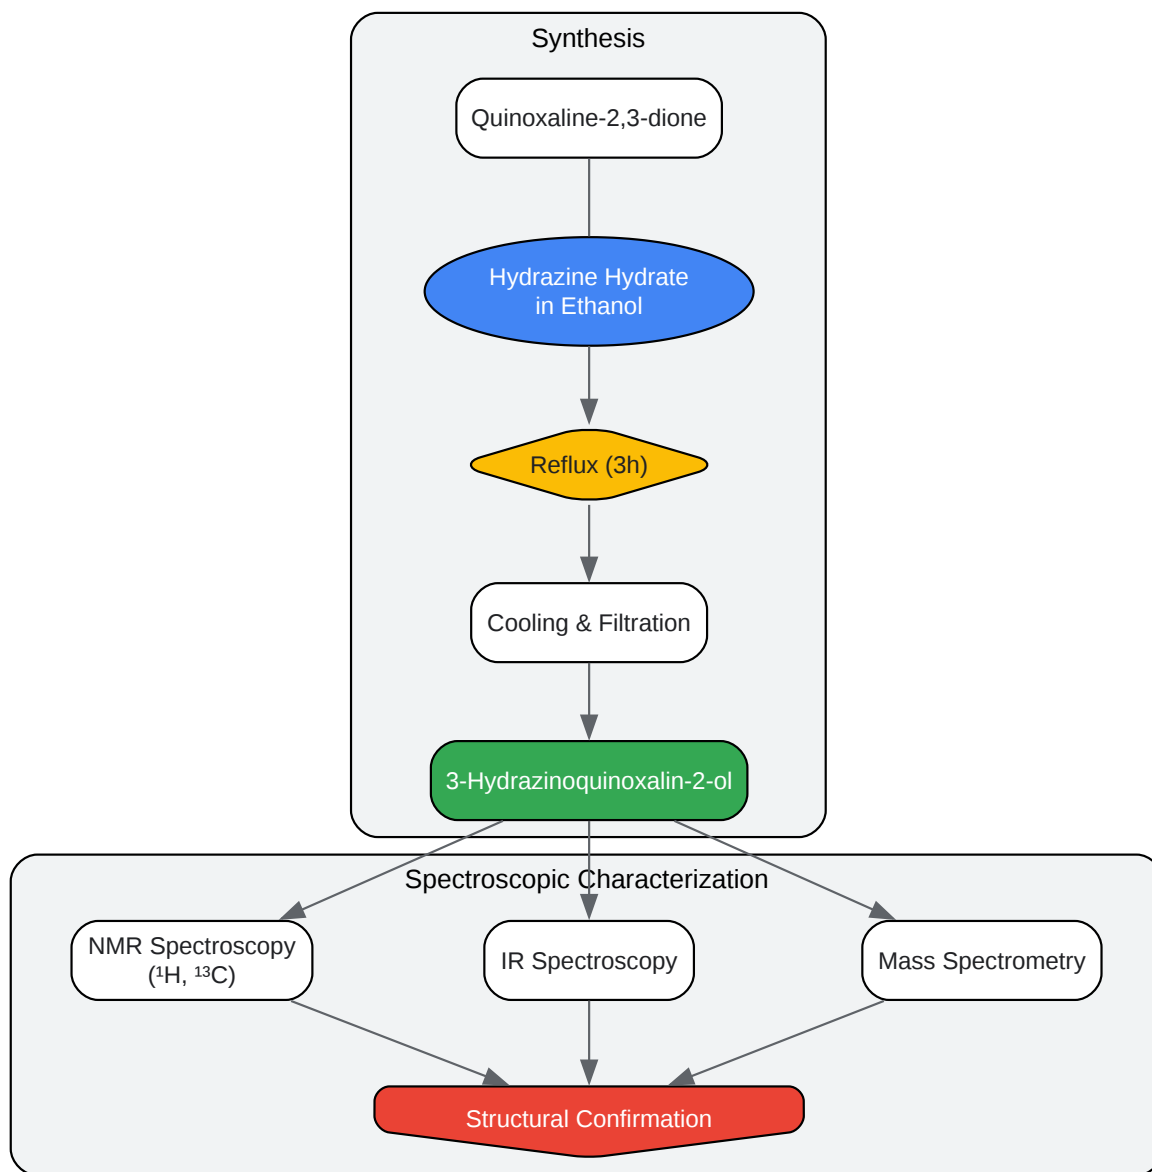 Synthesis
Quinoxaline-2,3-dione
Hydrazine Hydrate
in Ethanol
Reflux (3h)
Cooling & Filtration
3-Hydrazinoquinoxalin-2-ol
Spectroscopic Characterization
NMR Spectroscopy
(¹H, ¹³C)
IR Spectroscopy
Mass Spectrometry
Structural Confirmation